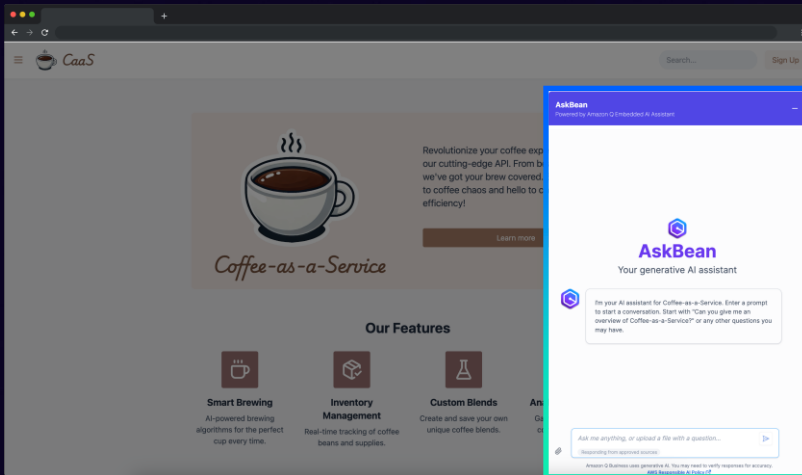 CaaS
Search...
Sign Up
Revolutionize your coffee exp
our cutting-edge API. From b
we've got your brew covered.
to coffee chaos and hello to c
efficiency!
Learn more
Coffee-as-a-Service
Our Features
Smart Brewing
AI-powered brewing
algorithms for the perfect
cup every time.
Inventory
Management
Real-time tracking of coffee
beans and supplies.
Custom Blends
Create and save your own
unique coffee blends.
Ana
Ga
co
AskBean
Powered by Amazon Q Embedded AI Assistant
AskBean
Your generative AI assistant
I'm your AI assistant for Coffee-as-a-Service. Enter a prompt
to start a conversation. Start with "Can you give me an
overview of Coffee-as-a-Service?" or any other questions you
may have.
Ask me anything, or upload a file with a question...
Responding from approved sources
Amazon Q Business uses generative AI. You may need to verify responses for accuracy.
AWS Responsible AI Policy